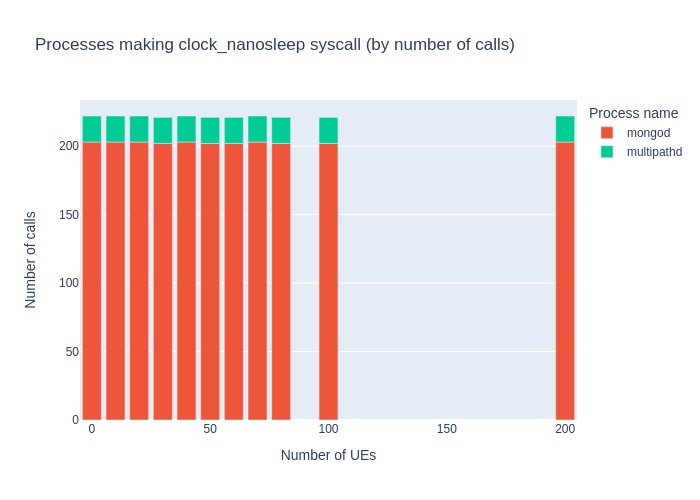 Processes making clock_nanosleep syscall (by number of calls)
Process name
mongod
multipathd
Number of calls
200
150
100
50
0
0 50 100 150 200
Number of UEs